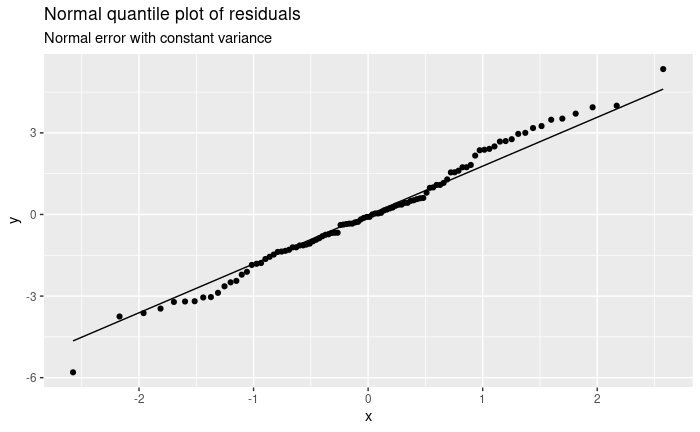 Normal quantile plot of residuals
Normal error with constant variance
y
3
0
-3
-6
-2
-1
0
1
2
x